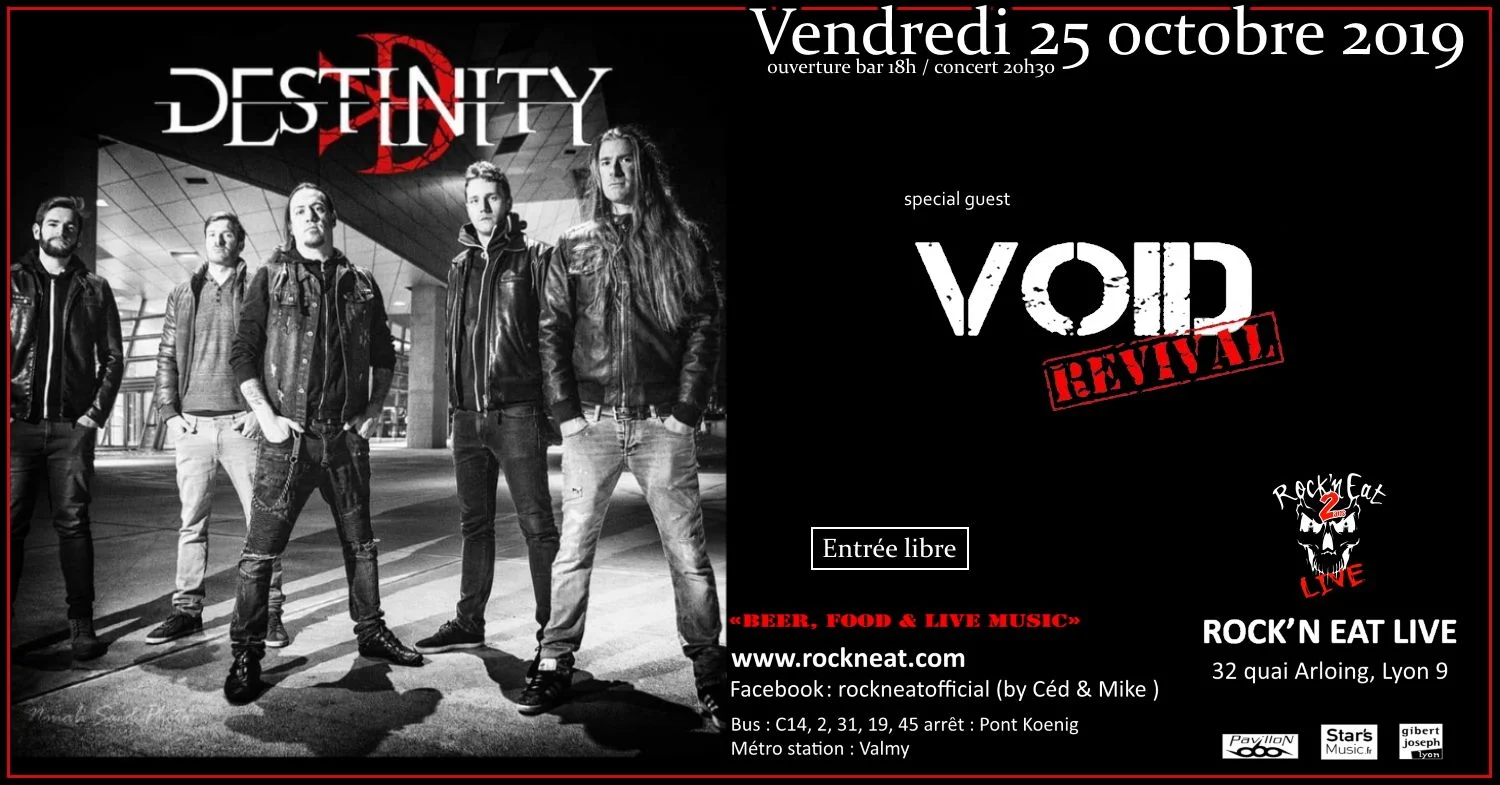 DESTINITY
Vendredi 25 octobre 2019
ouverture bar 18h / concert 20h30
special guest
VOID
REVIVAL
Entrée libre
«BEER, FOOD & LIVE MUSIC»
www.rockneat.com
Facebook : rockneatofficial (by Céd & Mike )
Bus : C14, 2, 31, 19, 45 arrêt : Pont Koenig
Métro station : Valmy
Rock'n Eat
2
ans
LIVE
ROCK’N EAT LIVE
32 quai Arloing, Lyon 9
PaviLLoN
Star's
Music.fr
gibert
joseph
lyon